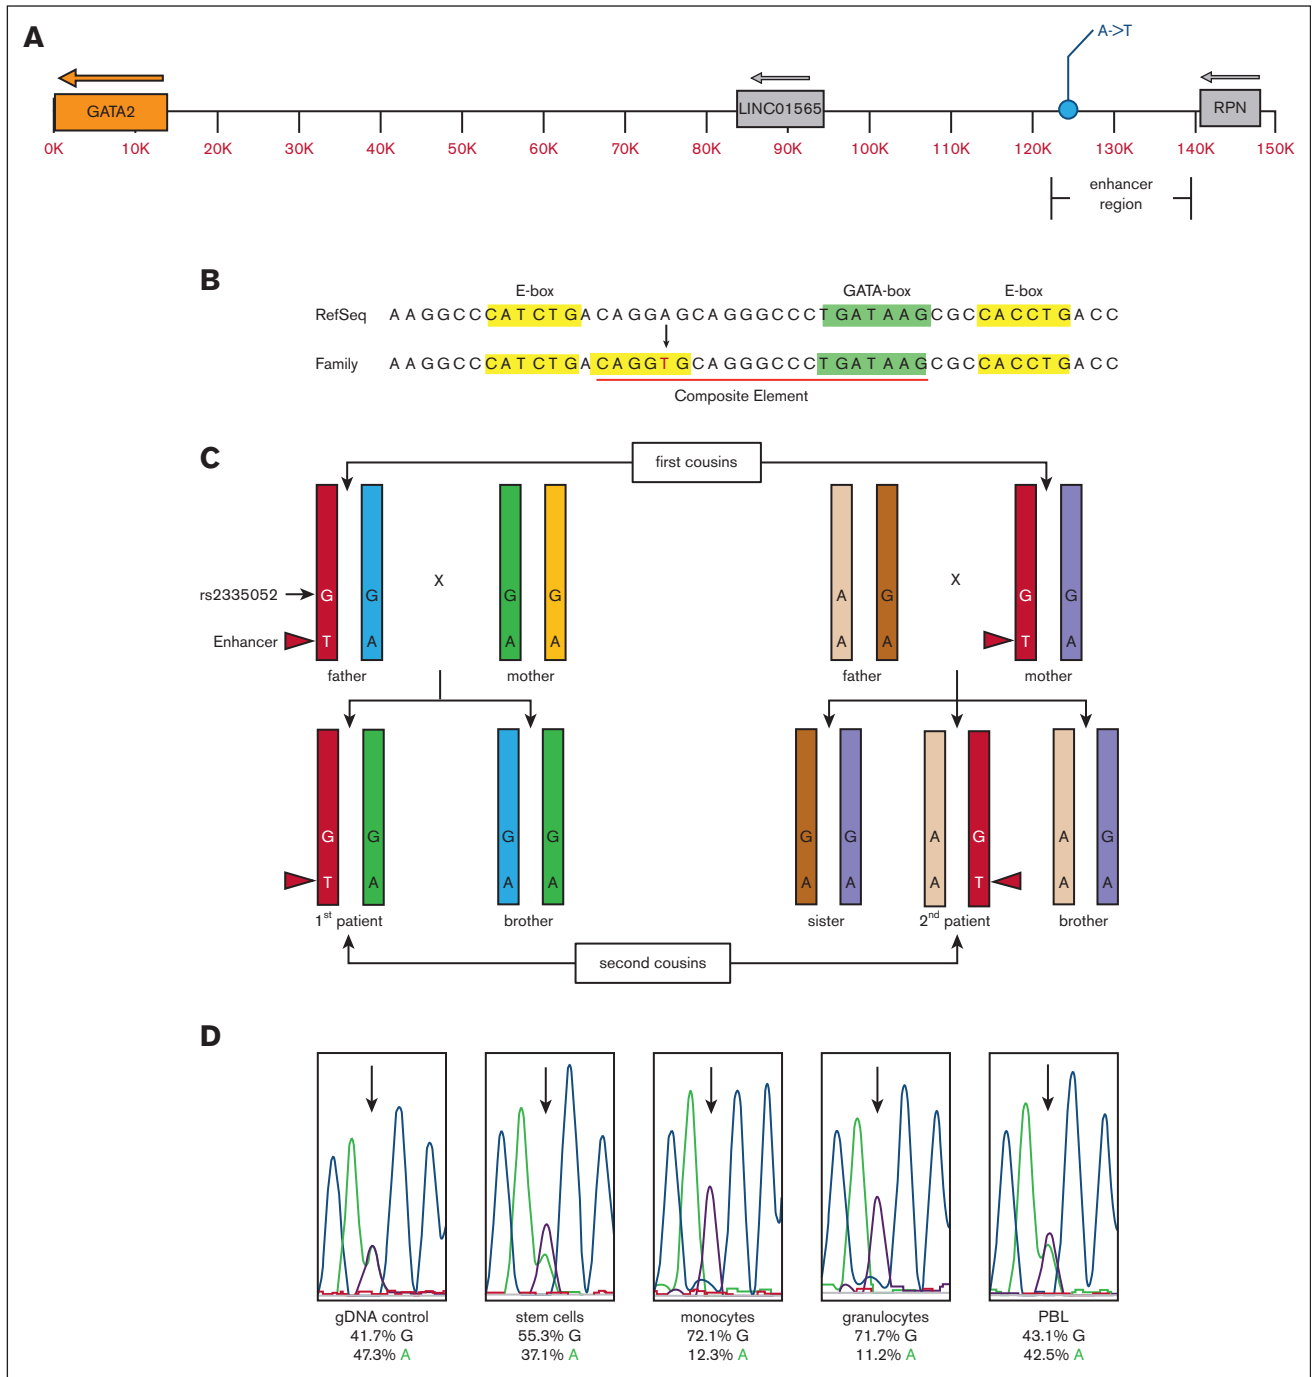 A
A->T
GATA2
LINC01565
RPN
0K 10K 20K 30K 40K 50K 60K 70K 80K 90K 100K 110K 120K 130K 140K 150K
enhancer
region
B
E-box GATA-box E-box
RefSeq AAGGCCCATCTGACAGGAGCAGGGCCCTGATAAGCGCCACCTGACC
Family AAGGCCCATCTGACAGGTGCAGGGCCCTGATAAGCGCCACCTGACC
Composite Element
C
first cousins
X X
rs2335052 G G G G A G G G
Enhancer T A A A A A T A
father mother father mother
G G G G G G A G A G
T A A A A A A T A A
1st patient brother sister 2nd patient brother
second cousins
D
gDNA control stem cells monocytes granulocytes PBL
41.7% G 55.3% G 72.1% G 71.7% G 43.1% G
47.3% A 37.1% A 12.3% A 11.2% A 42.5% A